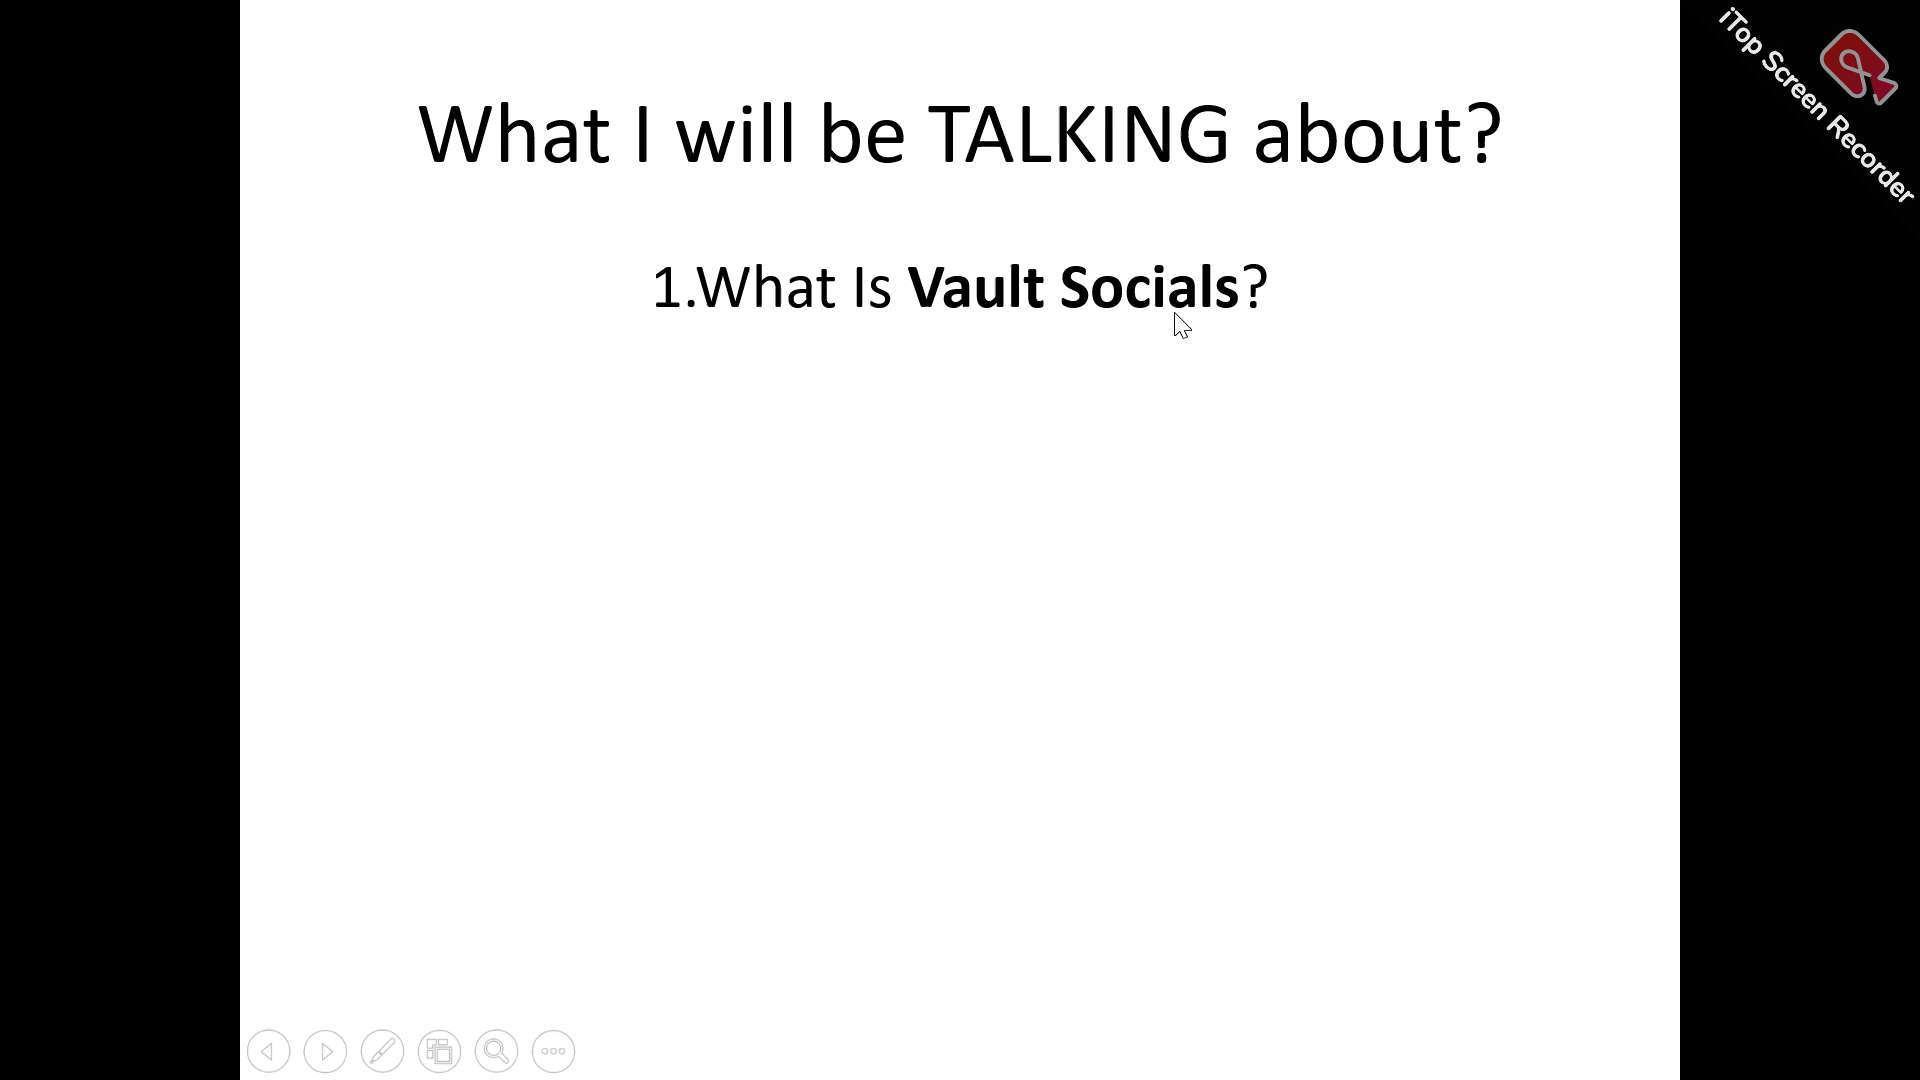 What I will be TALKING about?
1.What Is Vault Socials?
iTop Screen Recorder